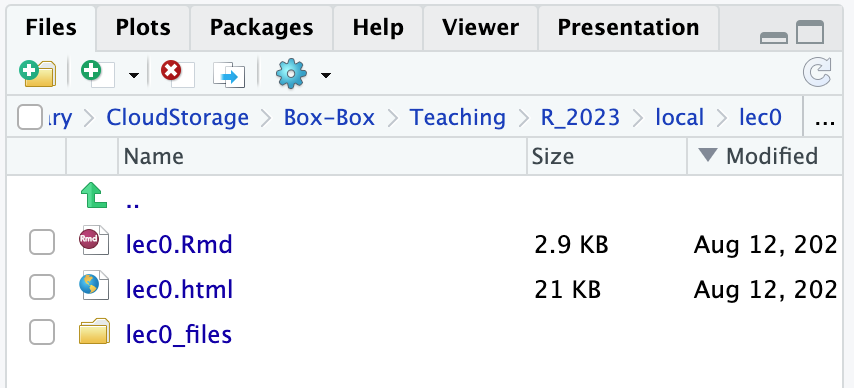 Files Plots Packages Help Viewer Presentation
ary CloudStorage Box-Box Teaching R_2023 local lec0 ...
Name Size Modified
..
Rmd lec0.Rmd 2.9 KB Aug 12, 202
lec0.html 21 KB Aug 12, 202
lec0_files